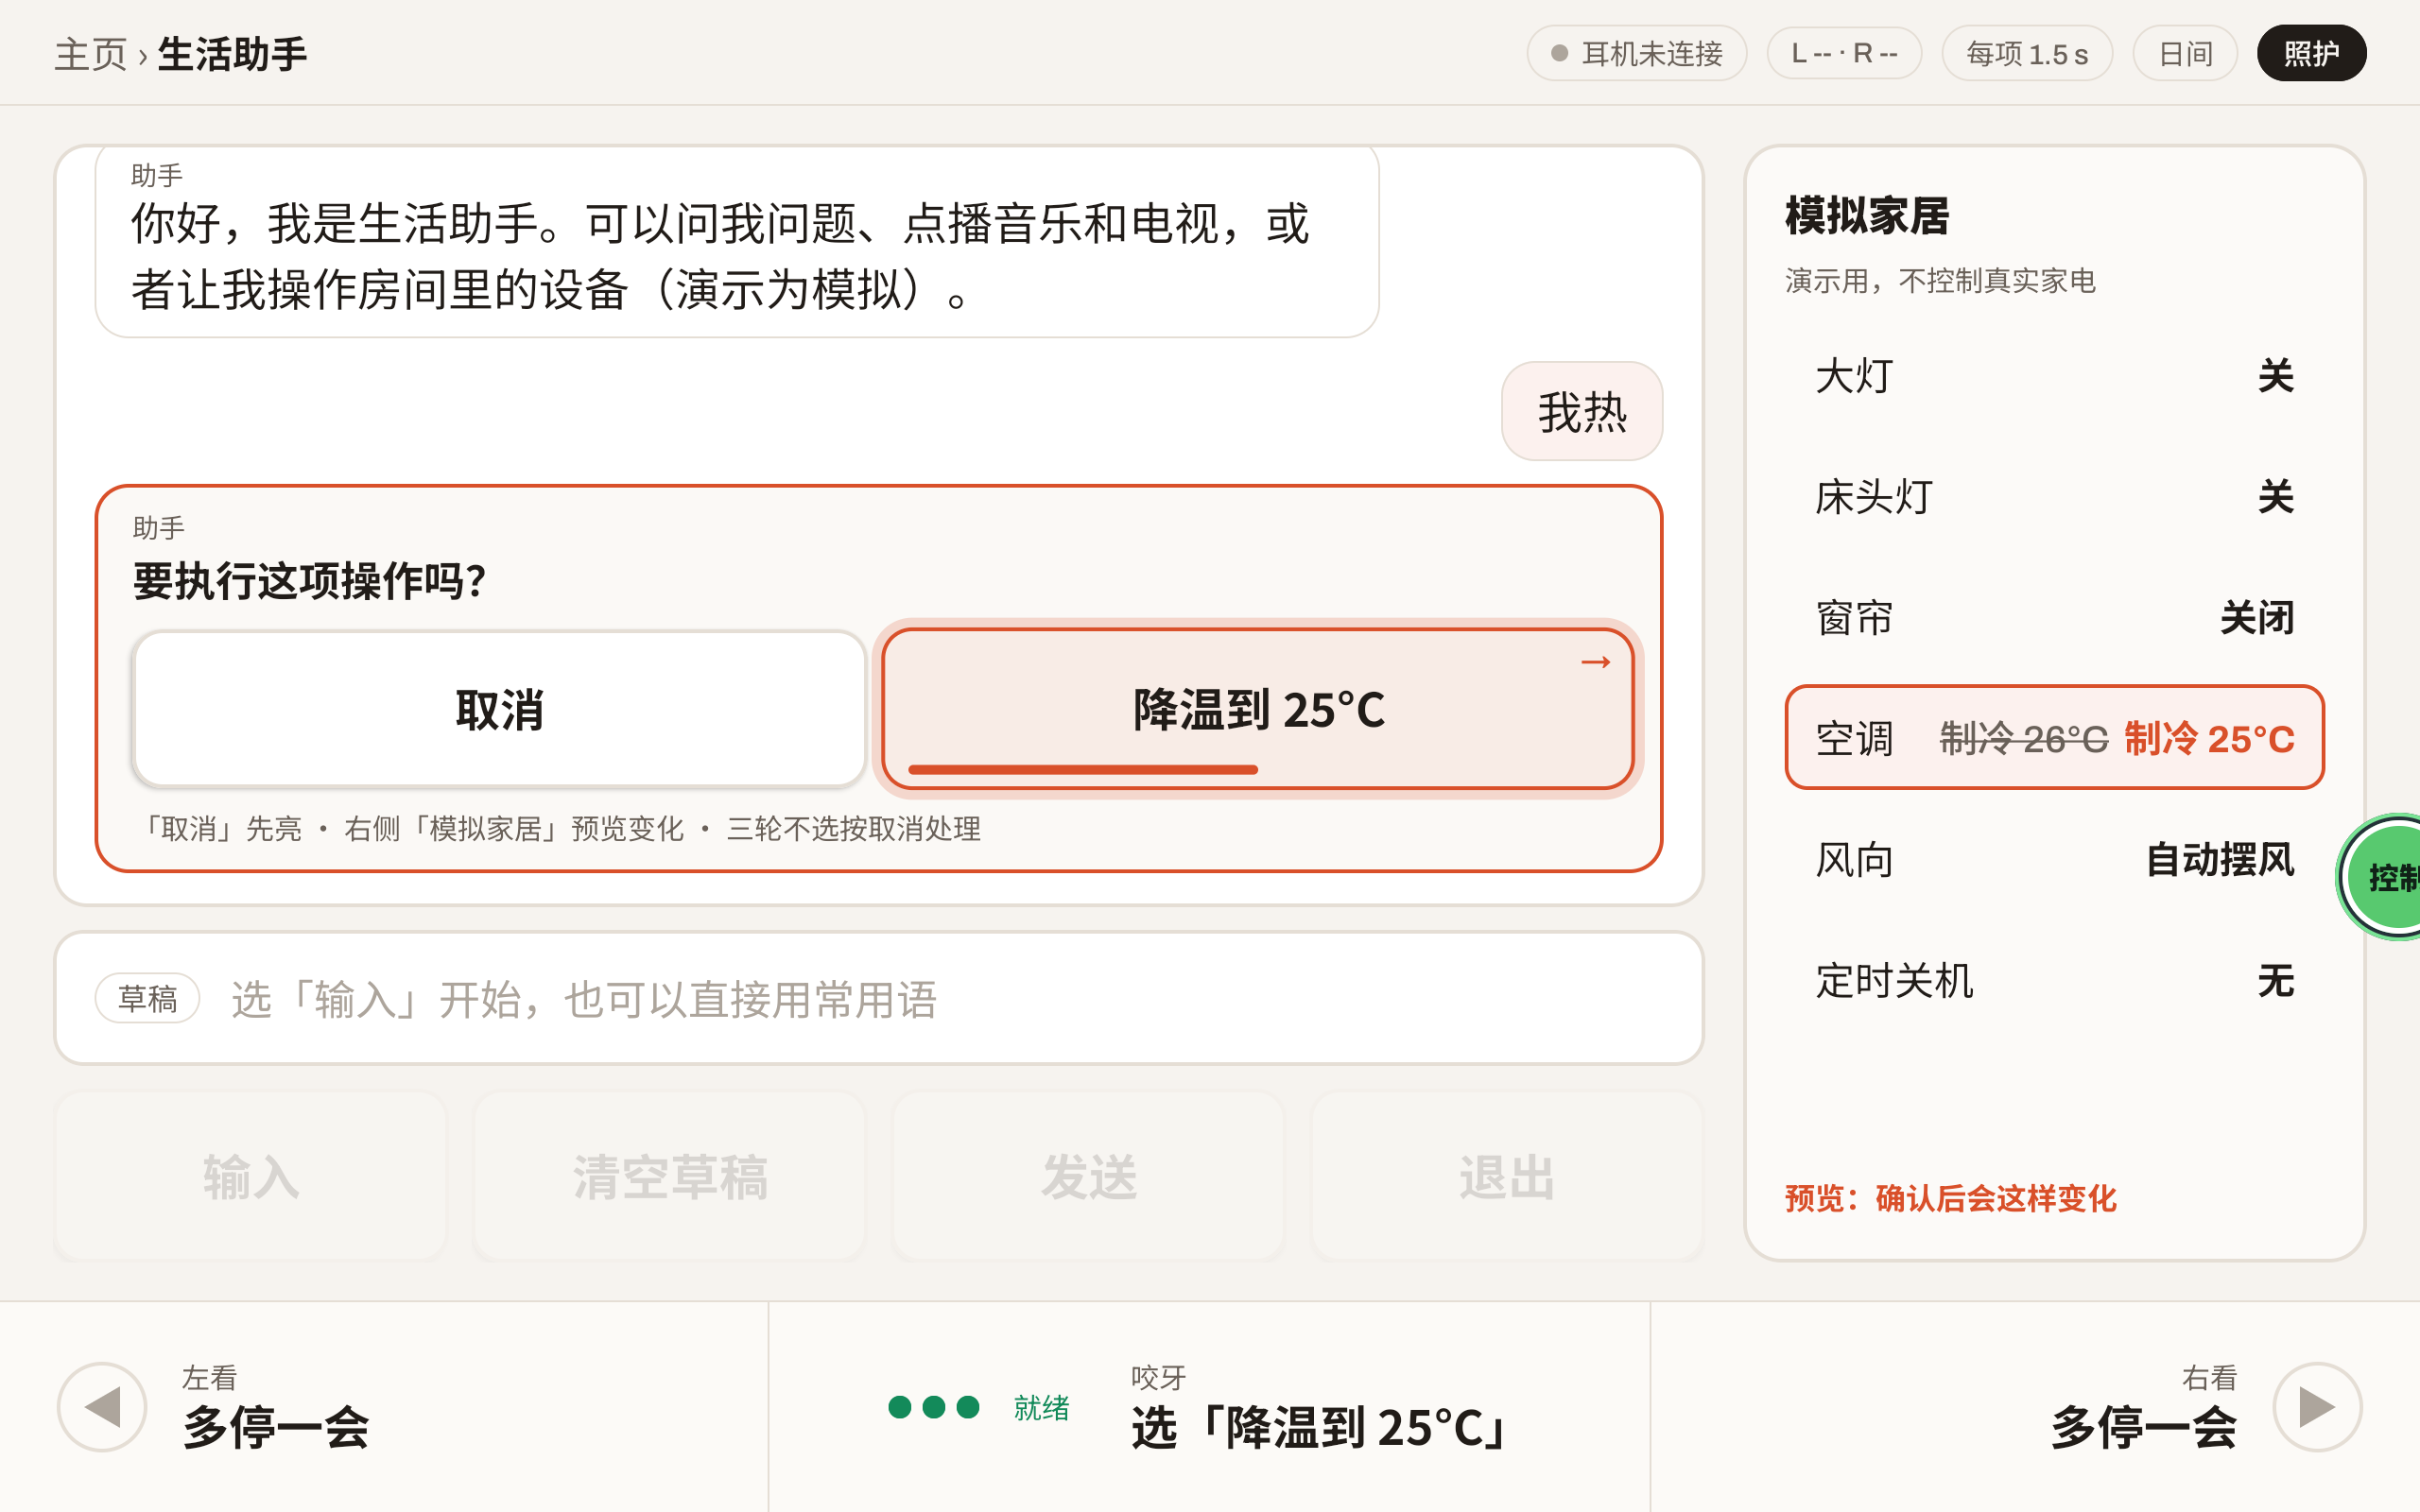 主页 › 生活助手
耳机未连接
L -- · R --
每项 1.5 s
日间
照护
助手
你好，我是生活助手。可以问我问题、点播音乐和电视，或
者让我操作房间里的设备（演示为模拟）。
我热
助手
要执行这项操作吗？
取消
降温到 25°C
→
「取消」先亮 · 右侧「模拟家居」预览变化 · 三轮不选按取消处理
草稿
选「输入」开始，也可以直接用常用语
输入
清空草稿
发送
退出
模拟家居
演示用，不控制真实家电
大灯 关
床头灯 关
窗帘 关闭
空调 制冷 26°C 制冷 25°C
风向 自动摆风
定时关机 无
预览：确认后会这样变化
控制
左看
多停一会
就绪
咬牙
选「降温到 25°C」
右看
多停一会